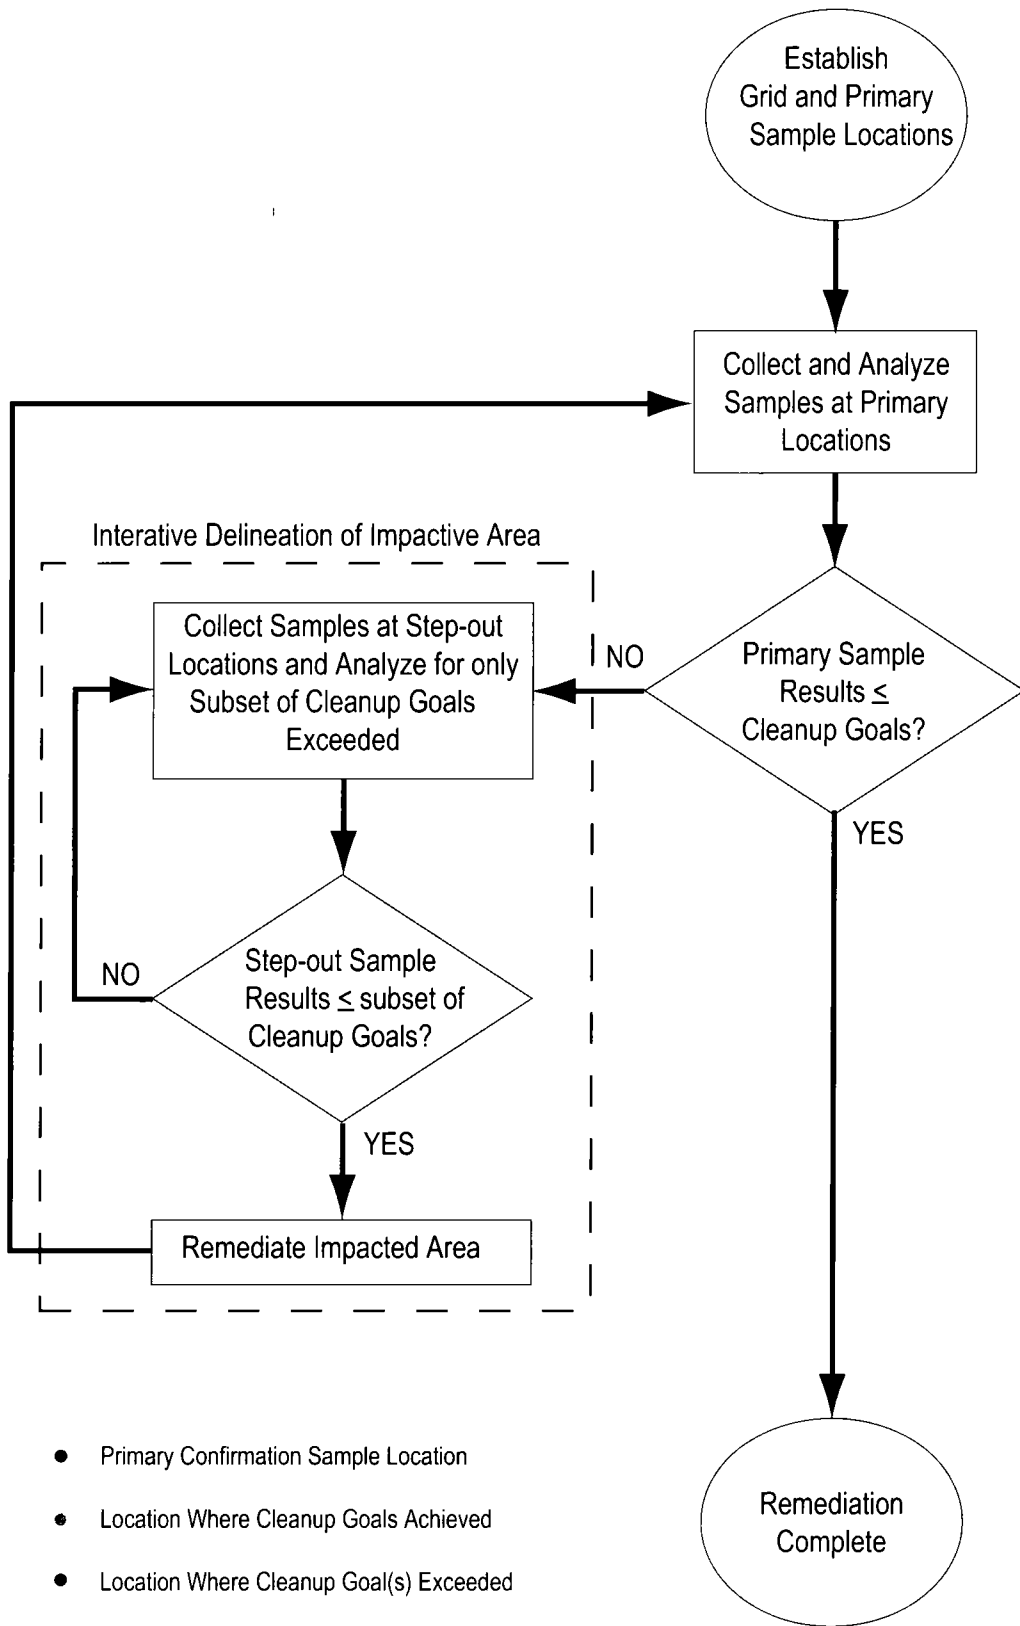 Establish
Grid and Primary
Sample Locations
Collect and Analyze
Samples at Primary
Locations
Interative Delineation of Impactive Area
Collect Samples at Step-out
Locations and Analyze for only
Subset of Cleanup Goals
Exceeded
NO
Primary Sample
Results ≤
Cleanup Goals?
YES
NO
Step-out Sample
Results ≤ subset of
Cleanup Goals?
YES
Remediate Impacted Area
● Primary Confirmation Sample Location
● Location Where Cleanup Goals Achieved
● Location Where Cleanup Goal(s) Exceeded
Remediation
Complete